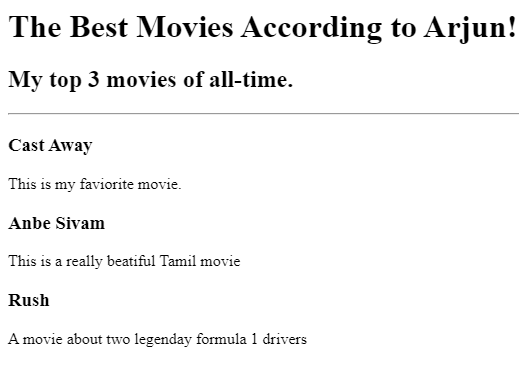 The Best Movies According to Arjun!
My top 3 movies of all-time.
Cast Away
This is my faviorite movie.
Anbe Sivam
This is a really beatiful Tamil movie
Rush
A movie about two legenday formula 1 drivers